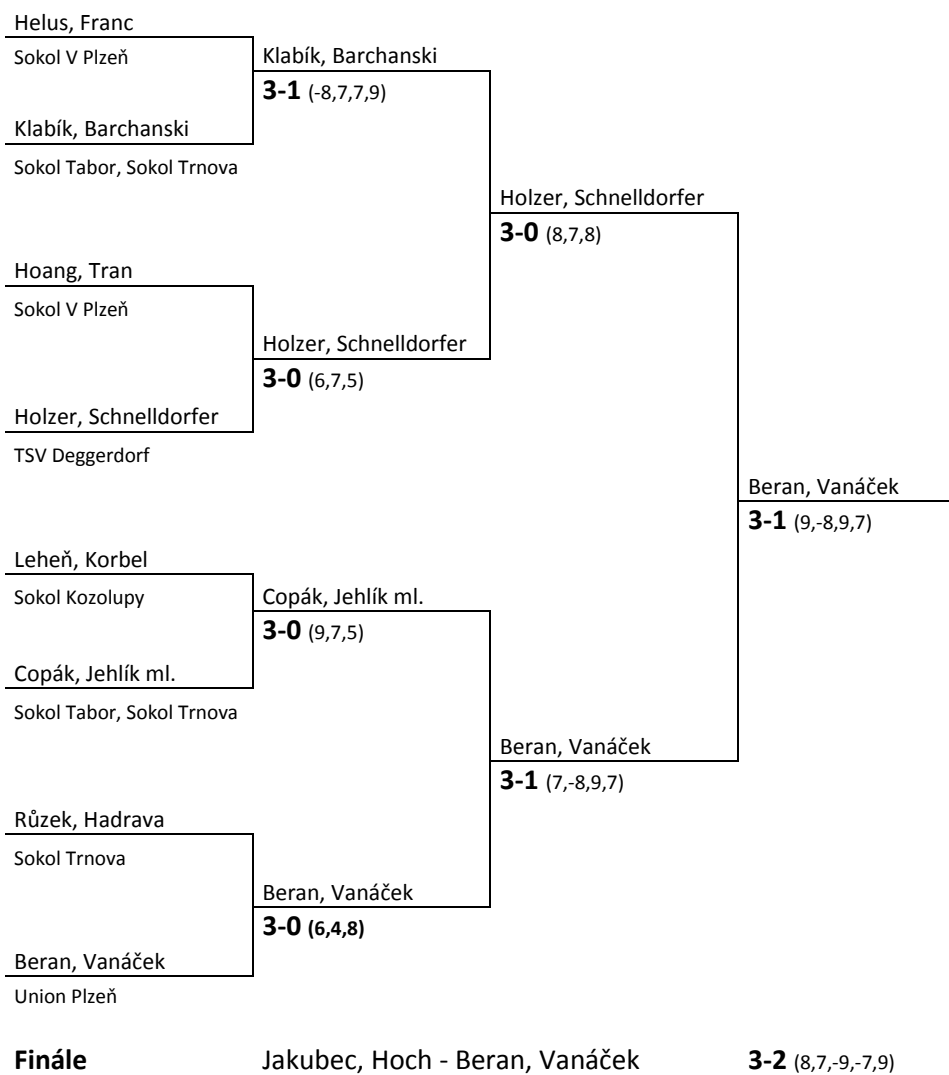 Helus, Franc
Sokol V Plzeň
Klabík, Barchanski
3-1 (-8,7,7,9)
Klabík, Barchanski
Sokol Tabor, Sokol Trnova
Holzer, Schnelldorfer
3-0 (8,7,8)
Hoang, Tran
Sokol V Plzeň
Holzer, Schnelldorfer
3-0 (6,7,5)
Holzer, Schnelldorfer
TSV Deggerdorf
Beran, Vanáček
3-1 (9,-8,9,7)
Leheň, Korbel
Sokol Kozolupy
Copák, Jehlík ml.
3-0 (9,7,5)
Copák, Jehlík ml.
Sokol Tabor, Sokol Trnova
Beran, Vanáček
3-1 (7,-8,9,7)
Růzek, Hadrava
Sokol Trnova
Beran, Vanáček
3-0 (6,4,8)
Beran, Vanáček
Union Plzeň
Finále Jakubec, Hoch - Beran, Vanáček 3-2 (8,7,-9,-7,9)